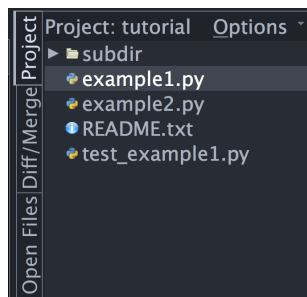 Project: tutorial Options
subdir
example1.py
example2.py
README.txt
test_example1.py
Project
Diff/Merge
Open Files